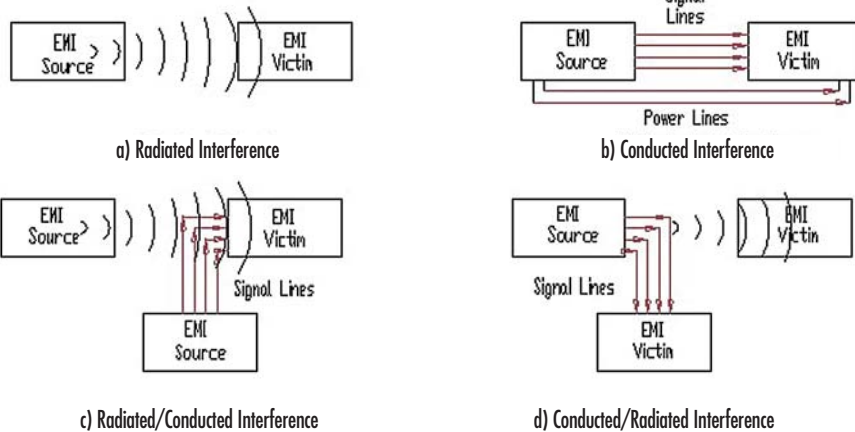 EMI
Source
EMI
Victim
a) Radiated Interference
Lines
EMI
Source
EMI
Victim
Power Lines
b) Conducted Interference
EMI
Source
EMI
Victim
Signal Lines
EMI
Source
c) Radiated/Conducted Interference
EMI
Source
EMI
Victim
Signal Lines
EMI
Victim
d) Conducted/Radiated Interference